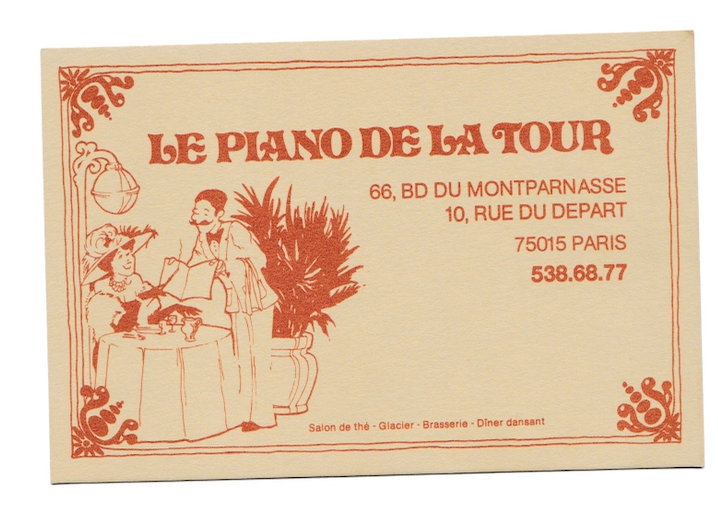 LE PIANO DE LA TOUR
66, BD DU MONTPARNASSE
10, RUE DU DEPART
75015 PARIS
538.68.77
Salon de thé - Glacier - Brasserie - Dîner dansant